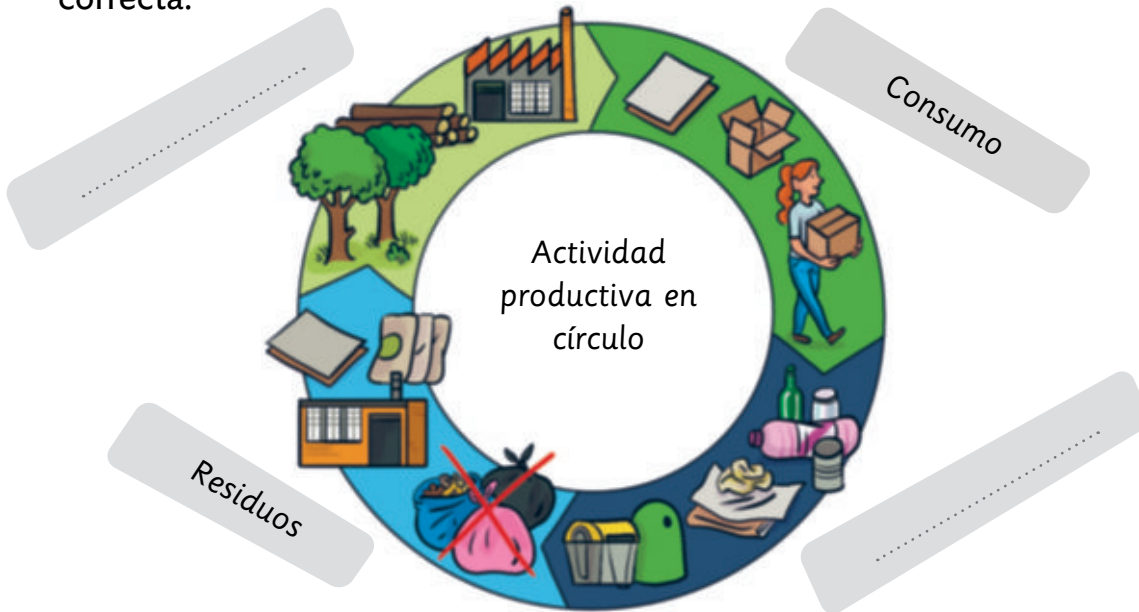 correcta.
Consumo
Actividad
productiva en
círculo
Residuos